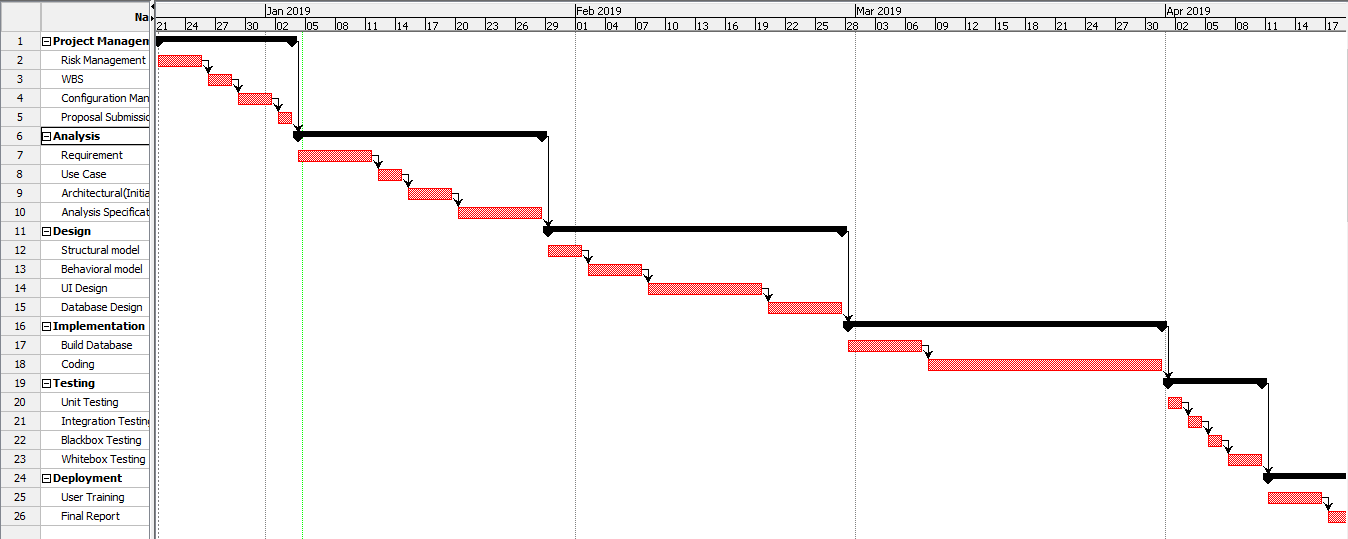 Na
Jan 2019 Feb 2019 Mar 2019 Apr 2019
21 24 27 30 02 05 08 11 14 17 20 23 26 29 01 04 07 10 13 16 19 22 25 28 03 06 09 12 15 18 21 24 27 30 02 05 08 11 14 17
1 Project Managem
2 Risk Management
3 WBS
4 Configuration Man
5 Proposal Submissio
6 Analysis
7 Requirement
8 Use Case
9 Architectural(Initia
10 Analysis Specificat
11 Design
12 Structural model
13 Behavioral model
14 UI Design
15 Database Design
16 Implementation
17 Build Database
18 Coding
19 Testing
20 Unit Testing
21 Integration Testing
22 Blackbox Testing
23 Whitebox Testing
24 Deployment
25 User Training
26 Final Report